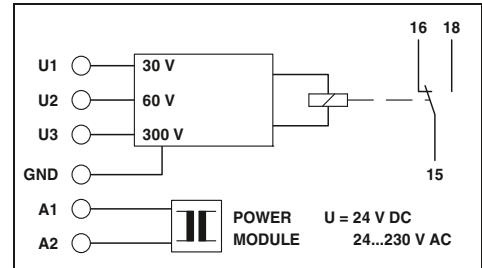 16 18
U1 30 V
U2 60 V
U3 300 V
GND
15
A1
POWER U = 24 V DC
A2 MODULE 24...230 V AC